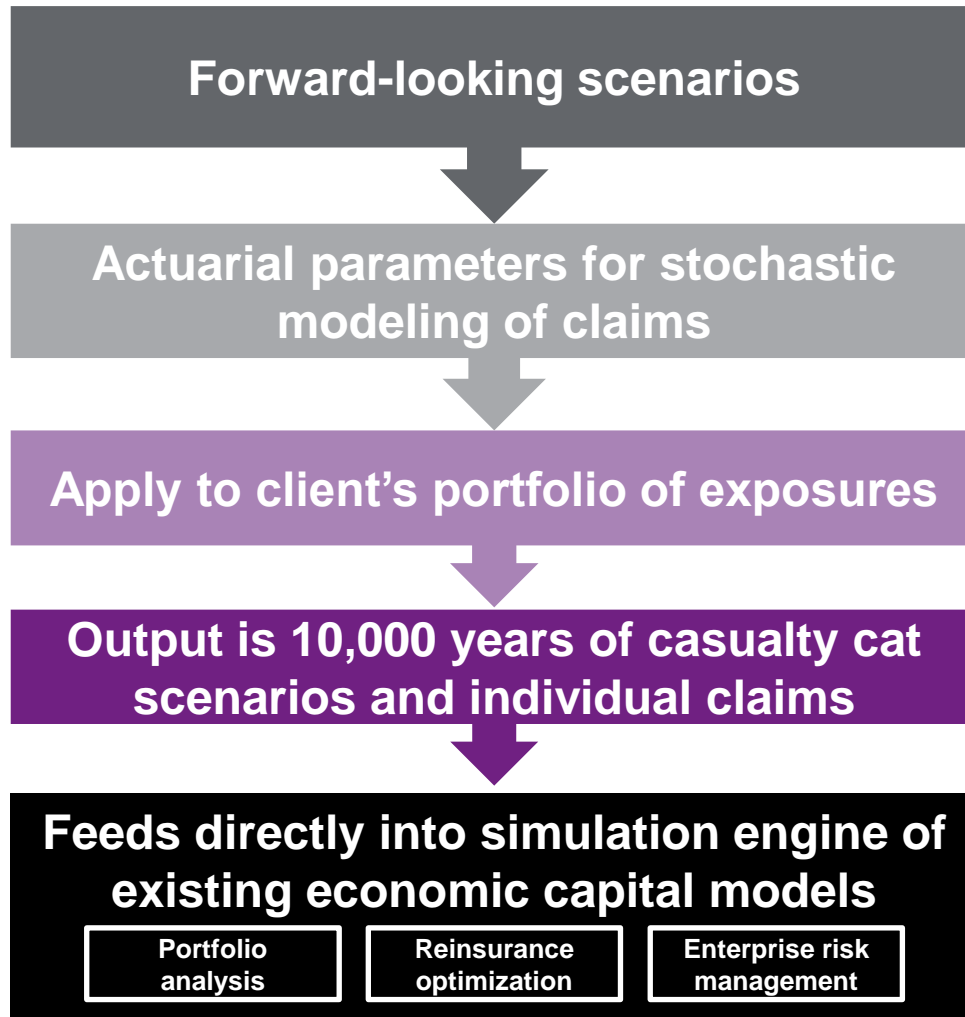 Forward-looking scenarios
Actuarial parameters for stochastic
modeling of claims
Apply to client’s portfolio of exposures
Output is 10,000 years of casualty cat
scenarios and individual claims
Feeds directly into simulation engine of
existing economic capital models
Portfolio
analysis
Reinsurance
optimization
Enterprise risk
management